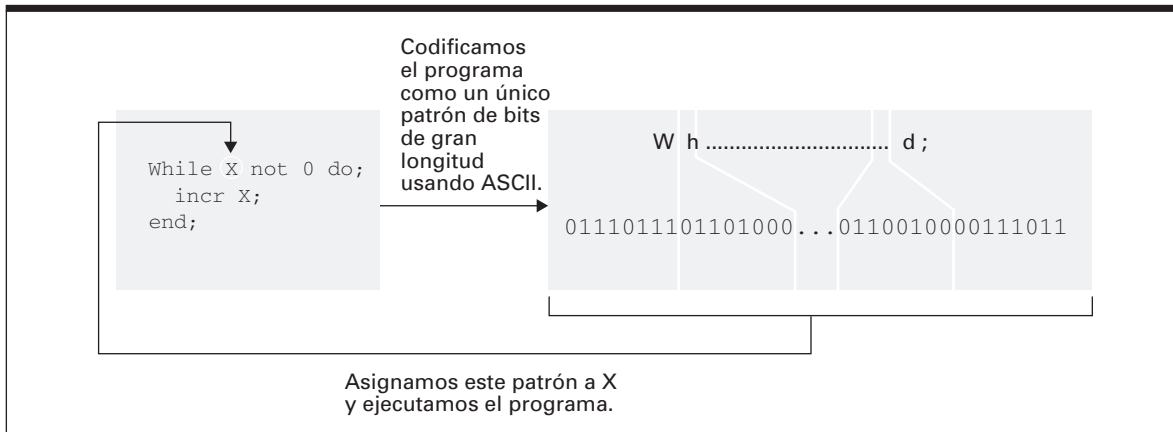 Codificamos
el programa
como un único
patrón de bits
de gran
longitud
usando ASCII.
While X not 0 do;
incr X;
end;
W h ............................... d ;
0111011101101000...0110010000111011
Asignamos este patrón a X
y ejecutamos el programa.